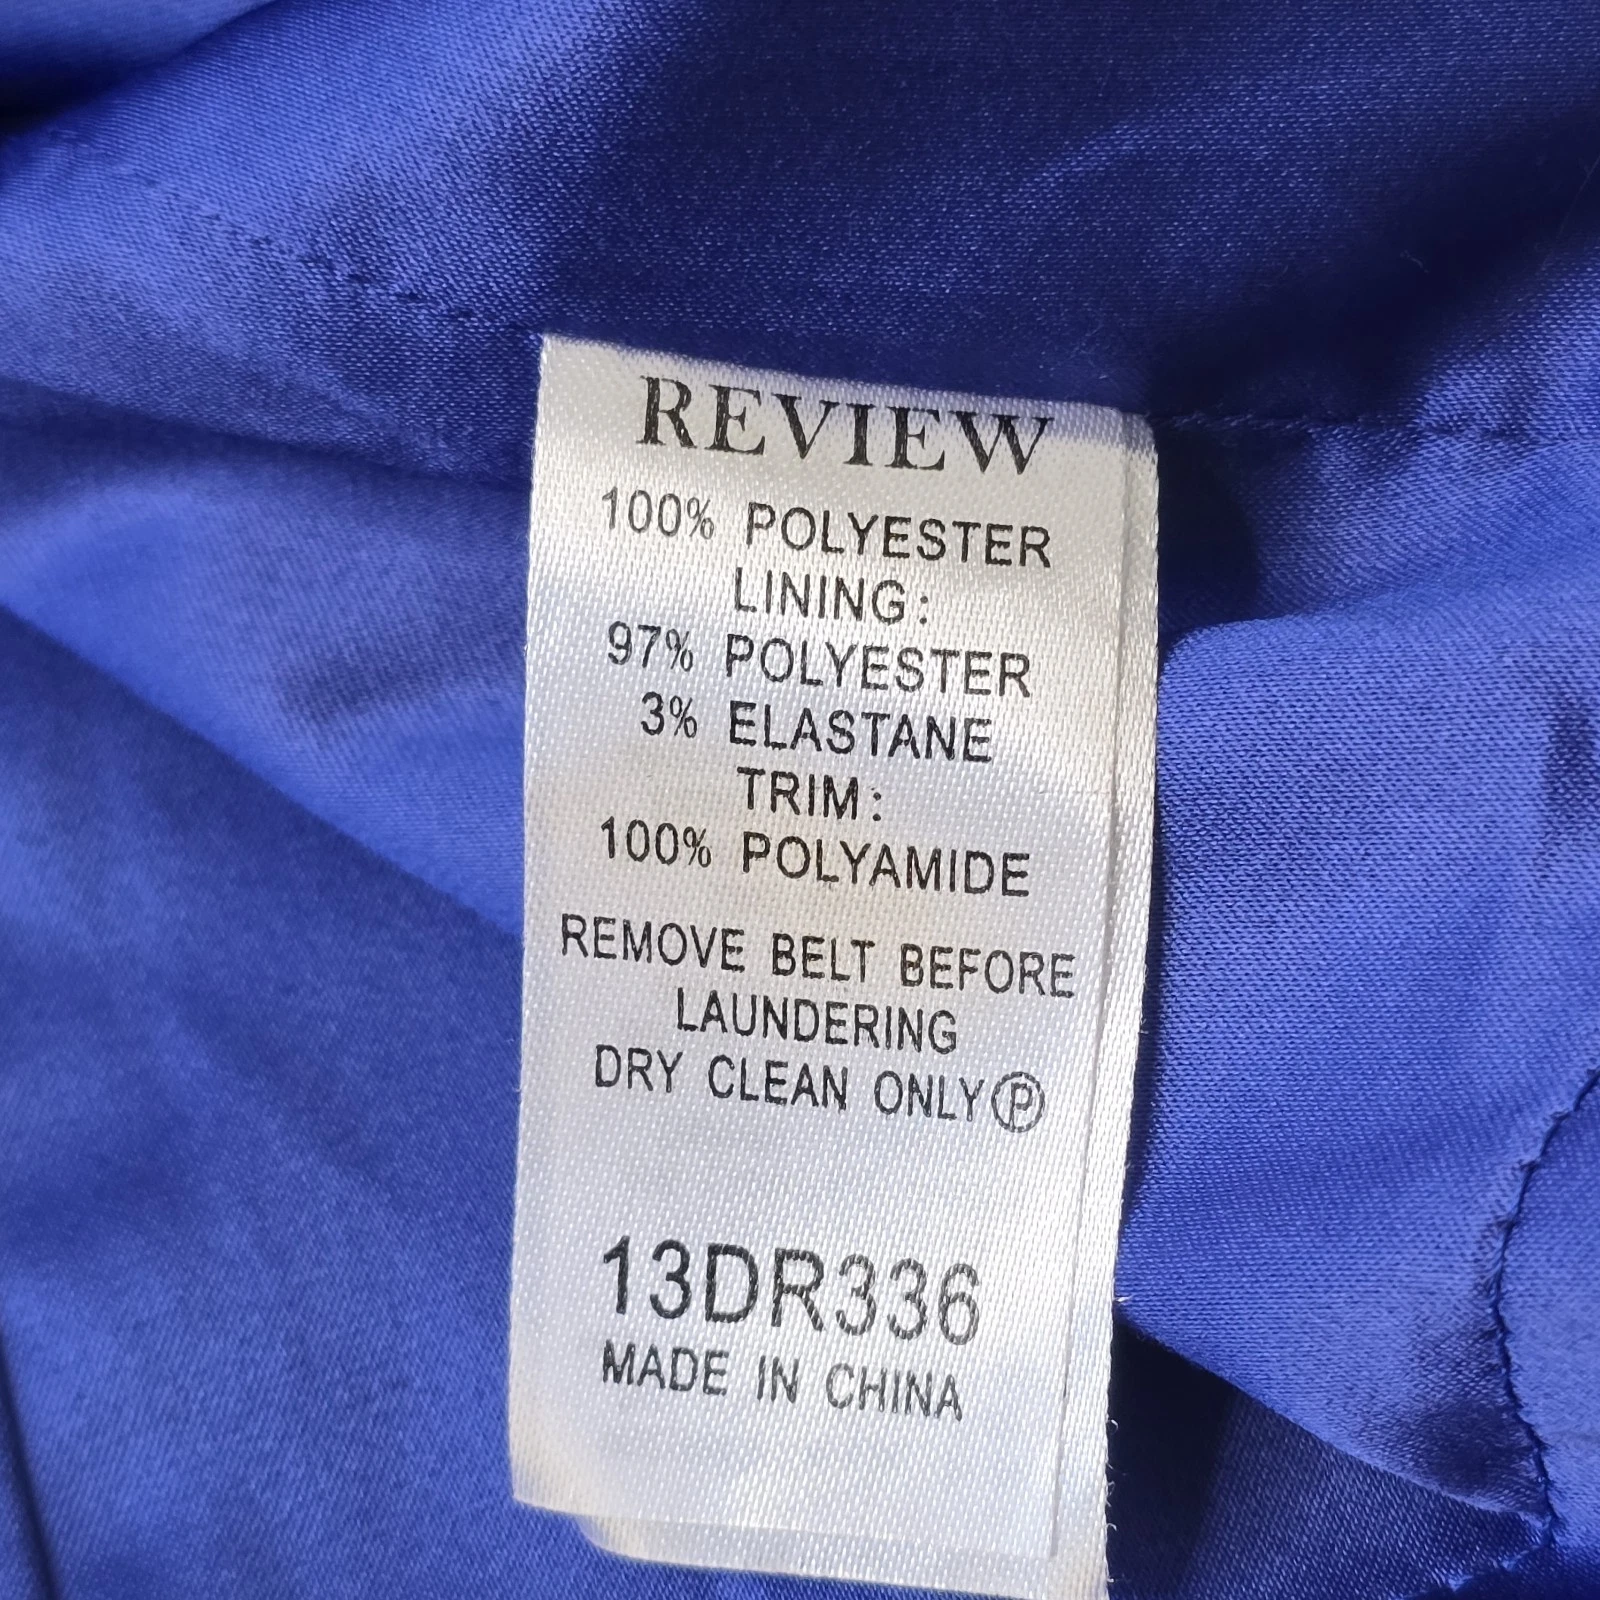 REVIEW
100% POLYESTER
LINING:
97% POLYESTER
3% ELASTANE
TRIM:
100% POLYAMIDE
REMOVE BELT BEFORE
LAUNDERING
DRY CLEAN ONLY Ⓟ
13DR336
MADE IN CHINA